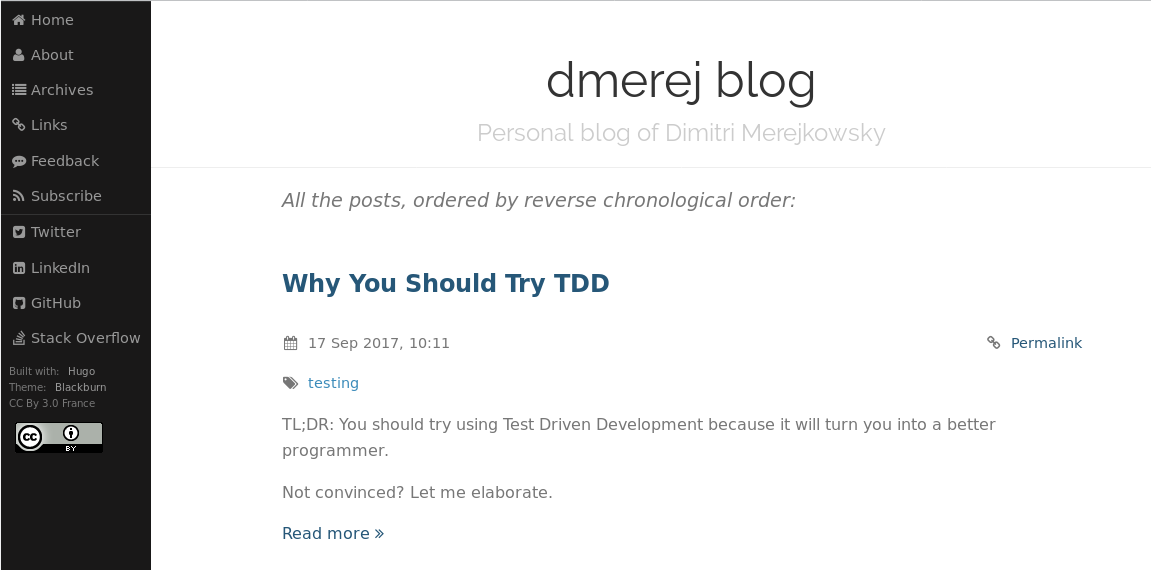 Home
About
Archives
Links
Feedback
Subscribe
Twitter
LinkedIn
GitHub
Stack Overflow
Built with: Hugo
Theme: Blackburn
CC By 3.0 France
cc
BY
dmerej blog
Personal blog of Dimitri Merejkowsky
All the posts, ordered by reverse chronological order:
Why You Should Try TDD
17 Sep 2017, 10:11 Permalink
testing
TL;DR: You should try using Test Driven Development because it will turn you into a better
programmer.
Not convinced? Let me elaborate.
Read more »